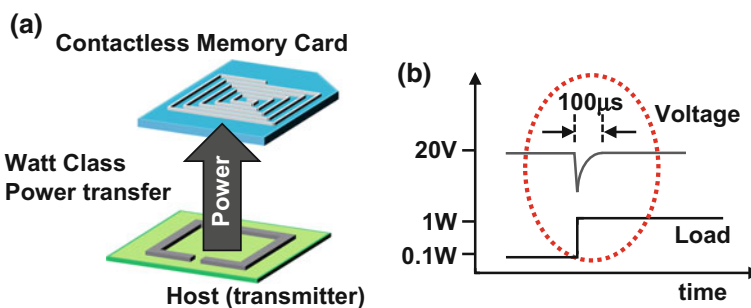 (a)
Contactless Memory Card
Watt Class
Power transfer
Power
Host (transmitter)
(b)
100μs
Voltage
20V
1W
Load
0.1W
time